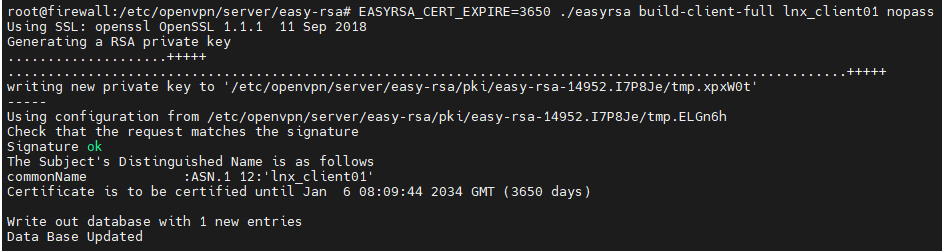 root@firewall:/etc/openvpn/server/easy-rsa# EASYRSA_CERT_EXPIRE=3650 ./easyrsa build-client-full lnx_client01 nopass
Using SSL: openssl OpenSSL 1.1.1  11 Sep 2018
Generating a RSA private key
....................+++++
.........................................................................................................+++++
writing new private key to '/etc/openvpn/server/easy-rsa/pki/easy-rsa-14952.I7P8Je/tmp.xpxW0t'
-----
Using configuration from /etc/openvpn/server/easy-rsa/pki/easy-rsa-14952.I7P8Je/tmp.ELGn6h
Check that the request matches the signature
Signature ok
The Subject's Distinguished Name is as follows
commonName            :ASN.1 12:'lnx_client01'
Certificate is to be certified until Jan  6 08:09:44 2034 GMT (3650 days)

Write out database with 1 new entries
Data Base Updated